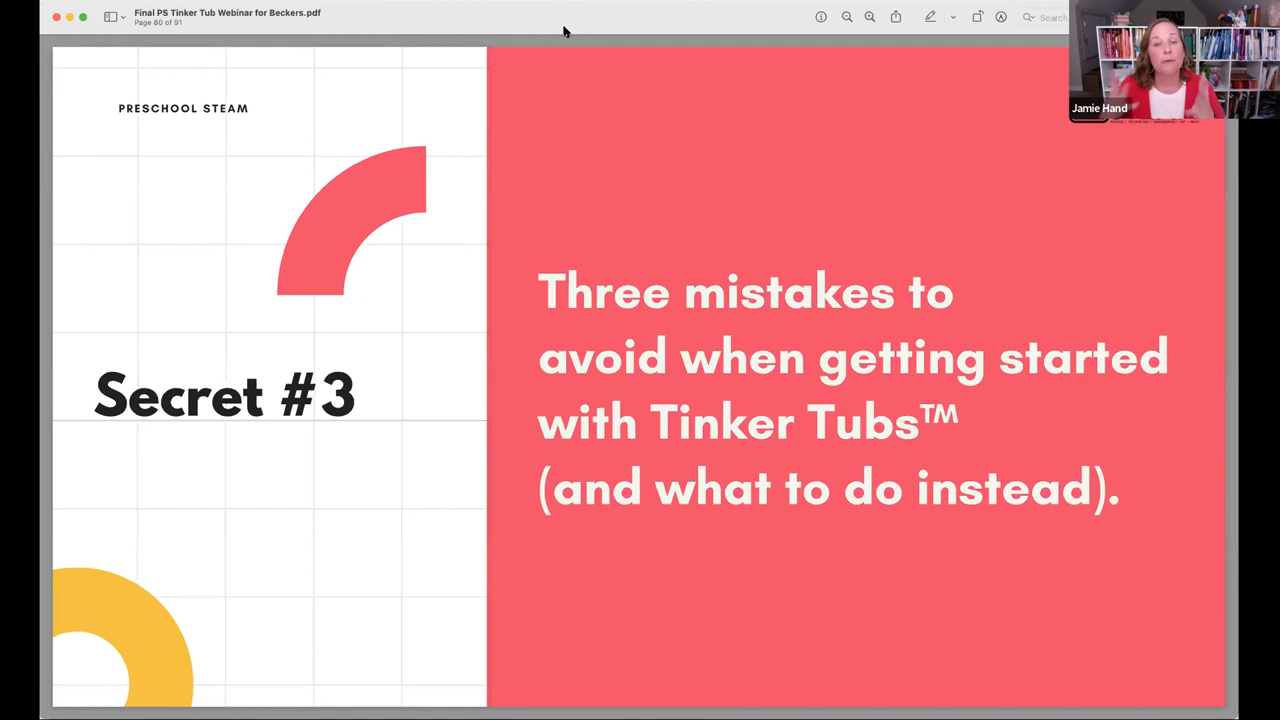 Final PS Tinker Tub Webinar for Beckers.pdf
Page 80 of 91
Search
Jamie Hand
PRESCHOOL STEAM
Secret #3
Three mistakes to
avoid when getting started
with Tinker Tubs™
(and what to do instead).